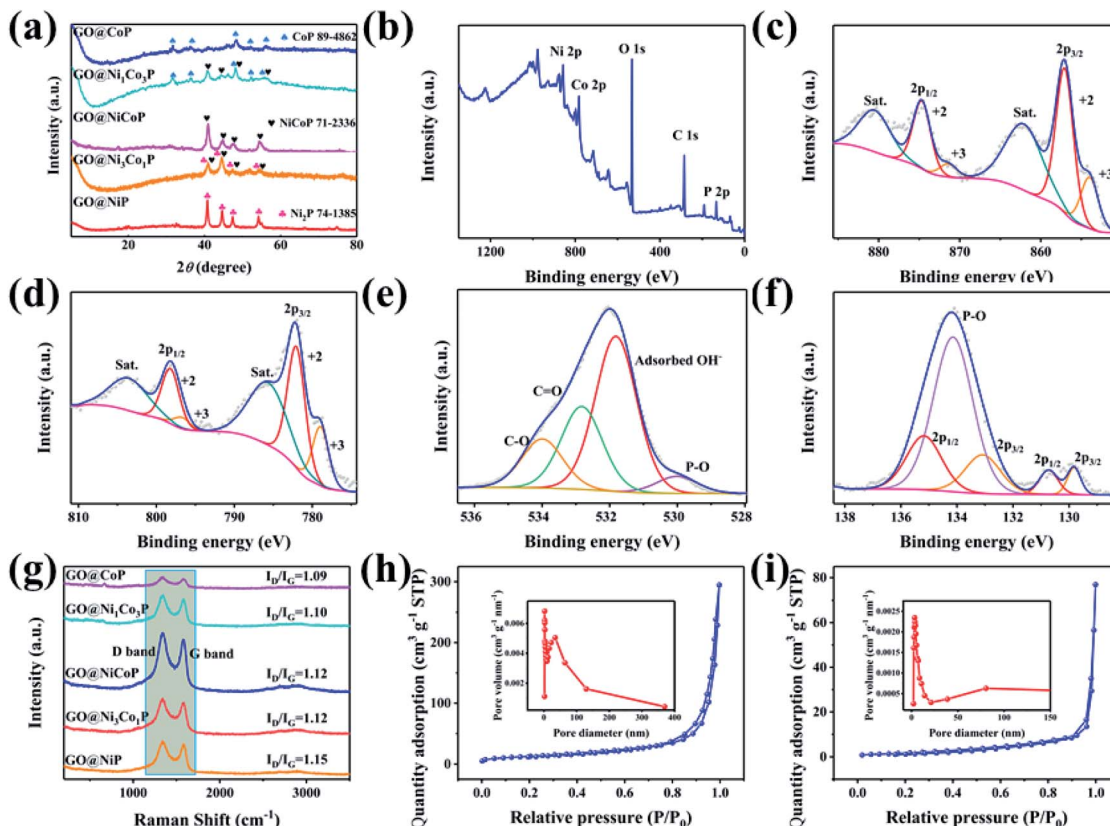 (a)
GO@CoP
CoP 89-4862
GO@Ni1Co3P
GO@NiCoP
NiCoP 71-2336
GO@Ni3Co1P
GO@NiP
Ni2P 74-1385
Intensity (a.u.)
20 40 60 80
2θ (degree)
(b)
Ni 2p
O 1s
Co 2p
C 1s
P 2p
Intensity (a.u.)
1200 800 400 0
Binding energy (eV)
(c)
2p3/2
2p1/2
+2
Sat.
+2
Sat.
+3
+3
Intensity (a.u.)
880 870 860
Binding energy (eV)
(d)
2p3/2
2p1/2
+2
Sat.
+2
Sat.
+3
+3
Intensity (a.u.)
810 800 790 780
Binding energy (eV)
(e)
Adsorbed OH-
C=O
C-O
P-O
Intensity (a.u.)
536 534 532 530 528
Binding energy (eV)
(f)
P-O
2p1/2
2p3/2
2p1/2
2p3/2
Intensity (a.u.)
138 136 134 132 130
Binding energy (eV)
(g)
GO@CoP
ID/IG=1.09
GO@Ni1Co3P
ID/IG=1.10
D band
G band
GO@NiCoP
ID/IG=1.12
GO@Ni3Co1P
ID/IG=1.12
GO@NiP
ID/IG=1.15
Intensity (a.u.)
1000 2000 3000
Raman Shift (cm-1)
(h)
Quantity adsorption (cm3 g-1 STP)
300
250
200
150
100
50
0
Pore volume (cm3 g-1 nm-1)
0.006
0.004
0.002
0 100 200 300 400
Pore diameter (nm)
0.0 0.2 0.4 0.6 0.8 1.0
Relative pressure (P/P0)
(i)
Quantity adsorption (cm3 g-1 STP)
80
60
40
20
0
Pore volume (cm3 g-1 nm-1)
0.0025
0.0020
0.0015
0.0010
0.0005
0 50 100 150
Pore diameter (nm)
0.0 0.2 0.4 0.6 0.8 1.0
Relative pressure (P/P0)